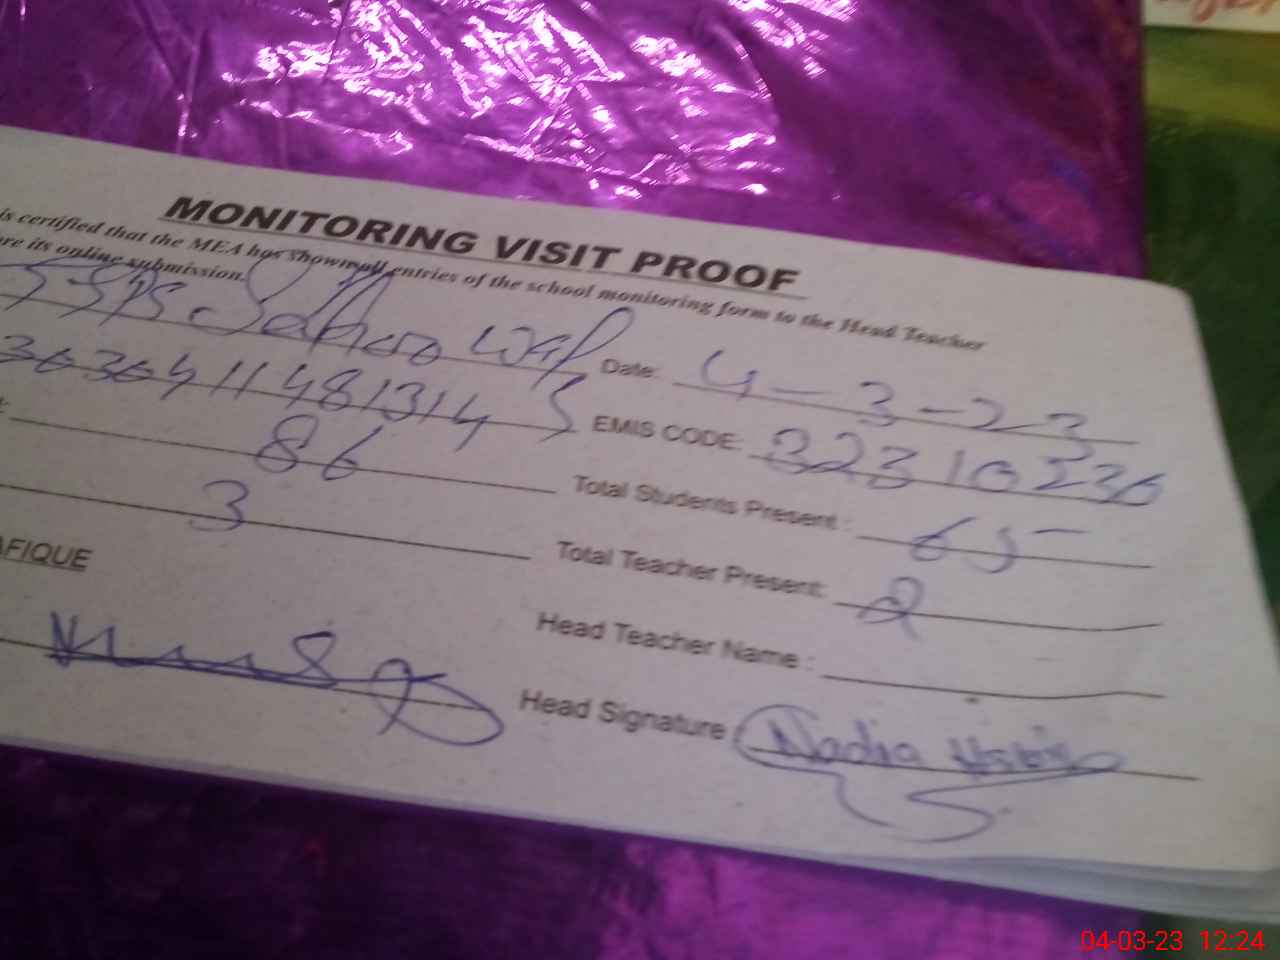 MONITORING VISIT PROOF
is certified that the MEA has shown all entries of the school monitoring form to the Head Teacher
ore its online submission.
Date: 4-3-23
EMIS CODE: 32310236
86 Total Students Present : 65
3 Total Teacher Present: 2
AFIQUE Head Teacher Name :
Head Signature : Nadia
04-03-23 12:24